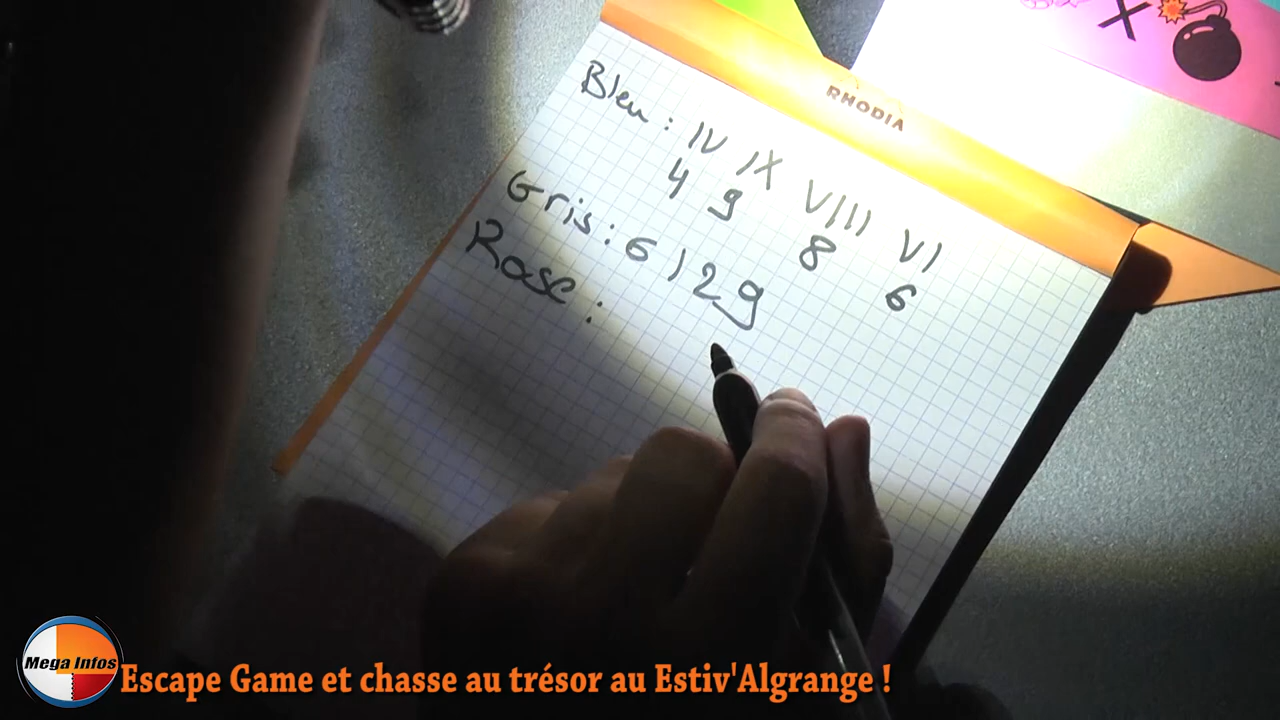 X
RHODIA
Bleu : IV IX VIII VI
4 9 8 6
Gris : 6129
Rose :
Mega Infos
Escape Game et chasse au trésor au Estiv'Algrange !